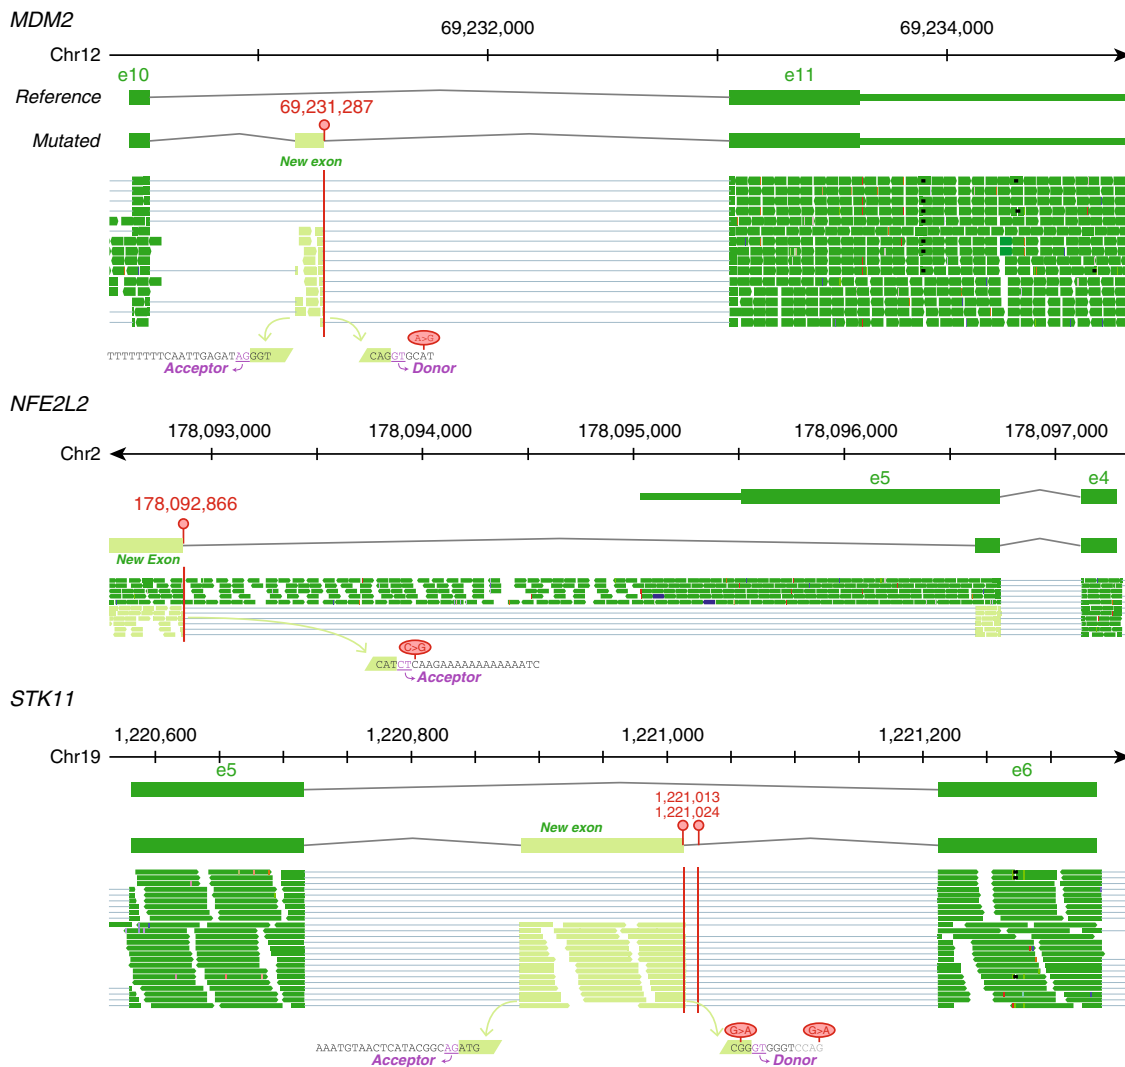 MDM2
69,232,000 69,234,000
Chr12
e10 e11
Reference
69,231,287
Mutated
New exon
A>G
TTTTTTTTCAATTGAGATAGGGT CAGGTGCAT
Acceptor Donor
NFE2L2
178,093,000 178,094,000 178,095,000 178,096,000 178,097,000
Chr2
e5 e4
178,092,866
New Exon
C>G
CATCTCAAGAAAAAAAAAAAATC
Acceptor
STK11
1,220,600 1,220,800 1,221,000 1,221,200
Chr19
e5 e6
1,221,013
1,221,024
New exon
G>A G>A
AAATGTAACTCATACGGCAGATG CGGGTGGGTCCAG
Acceptor Donor